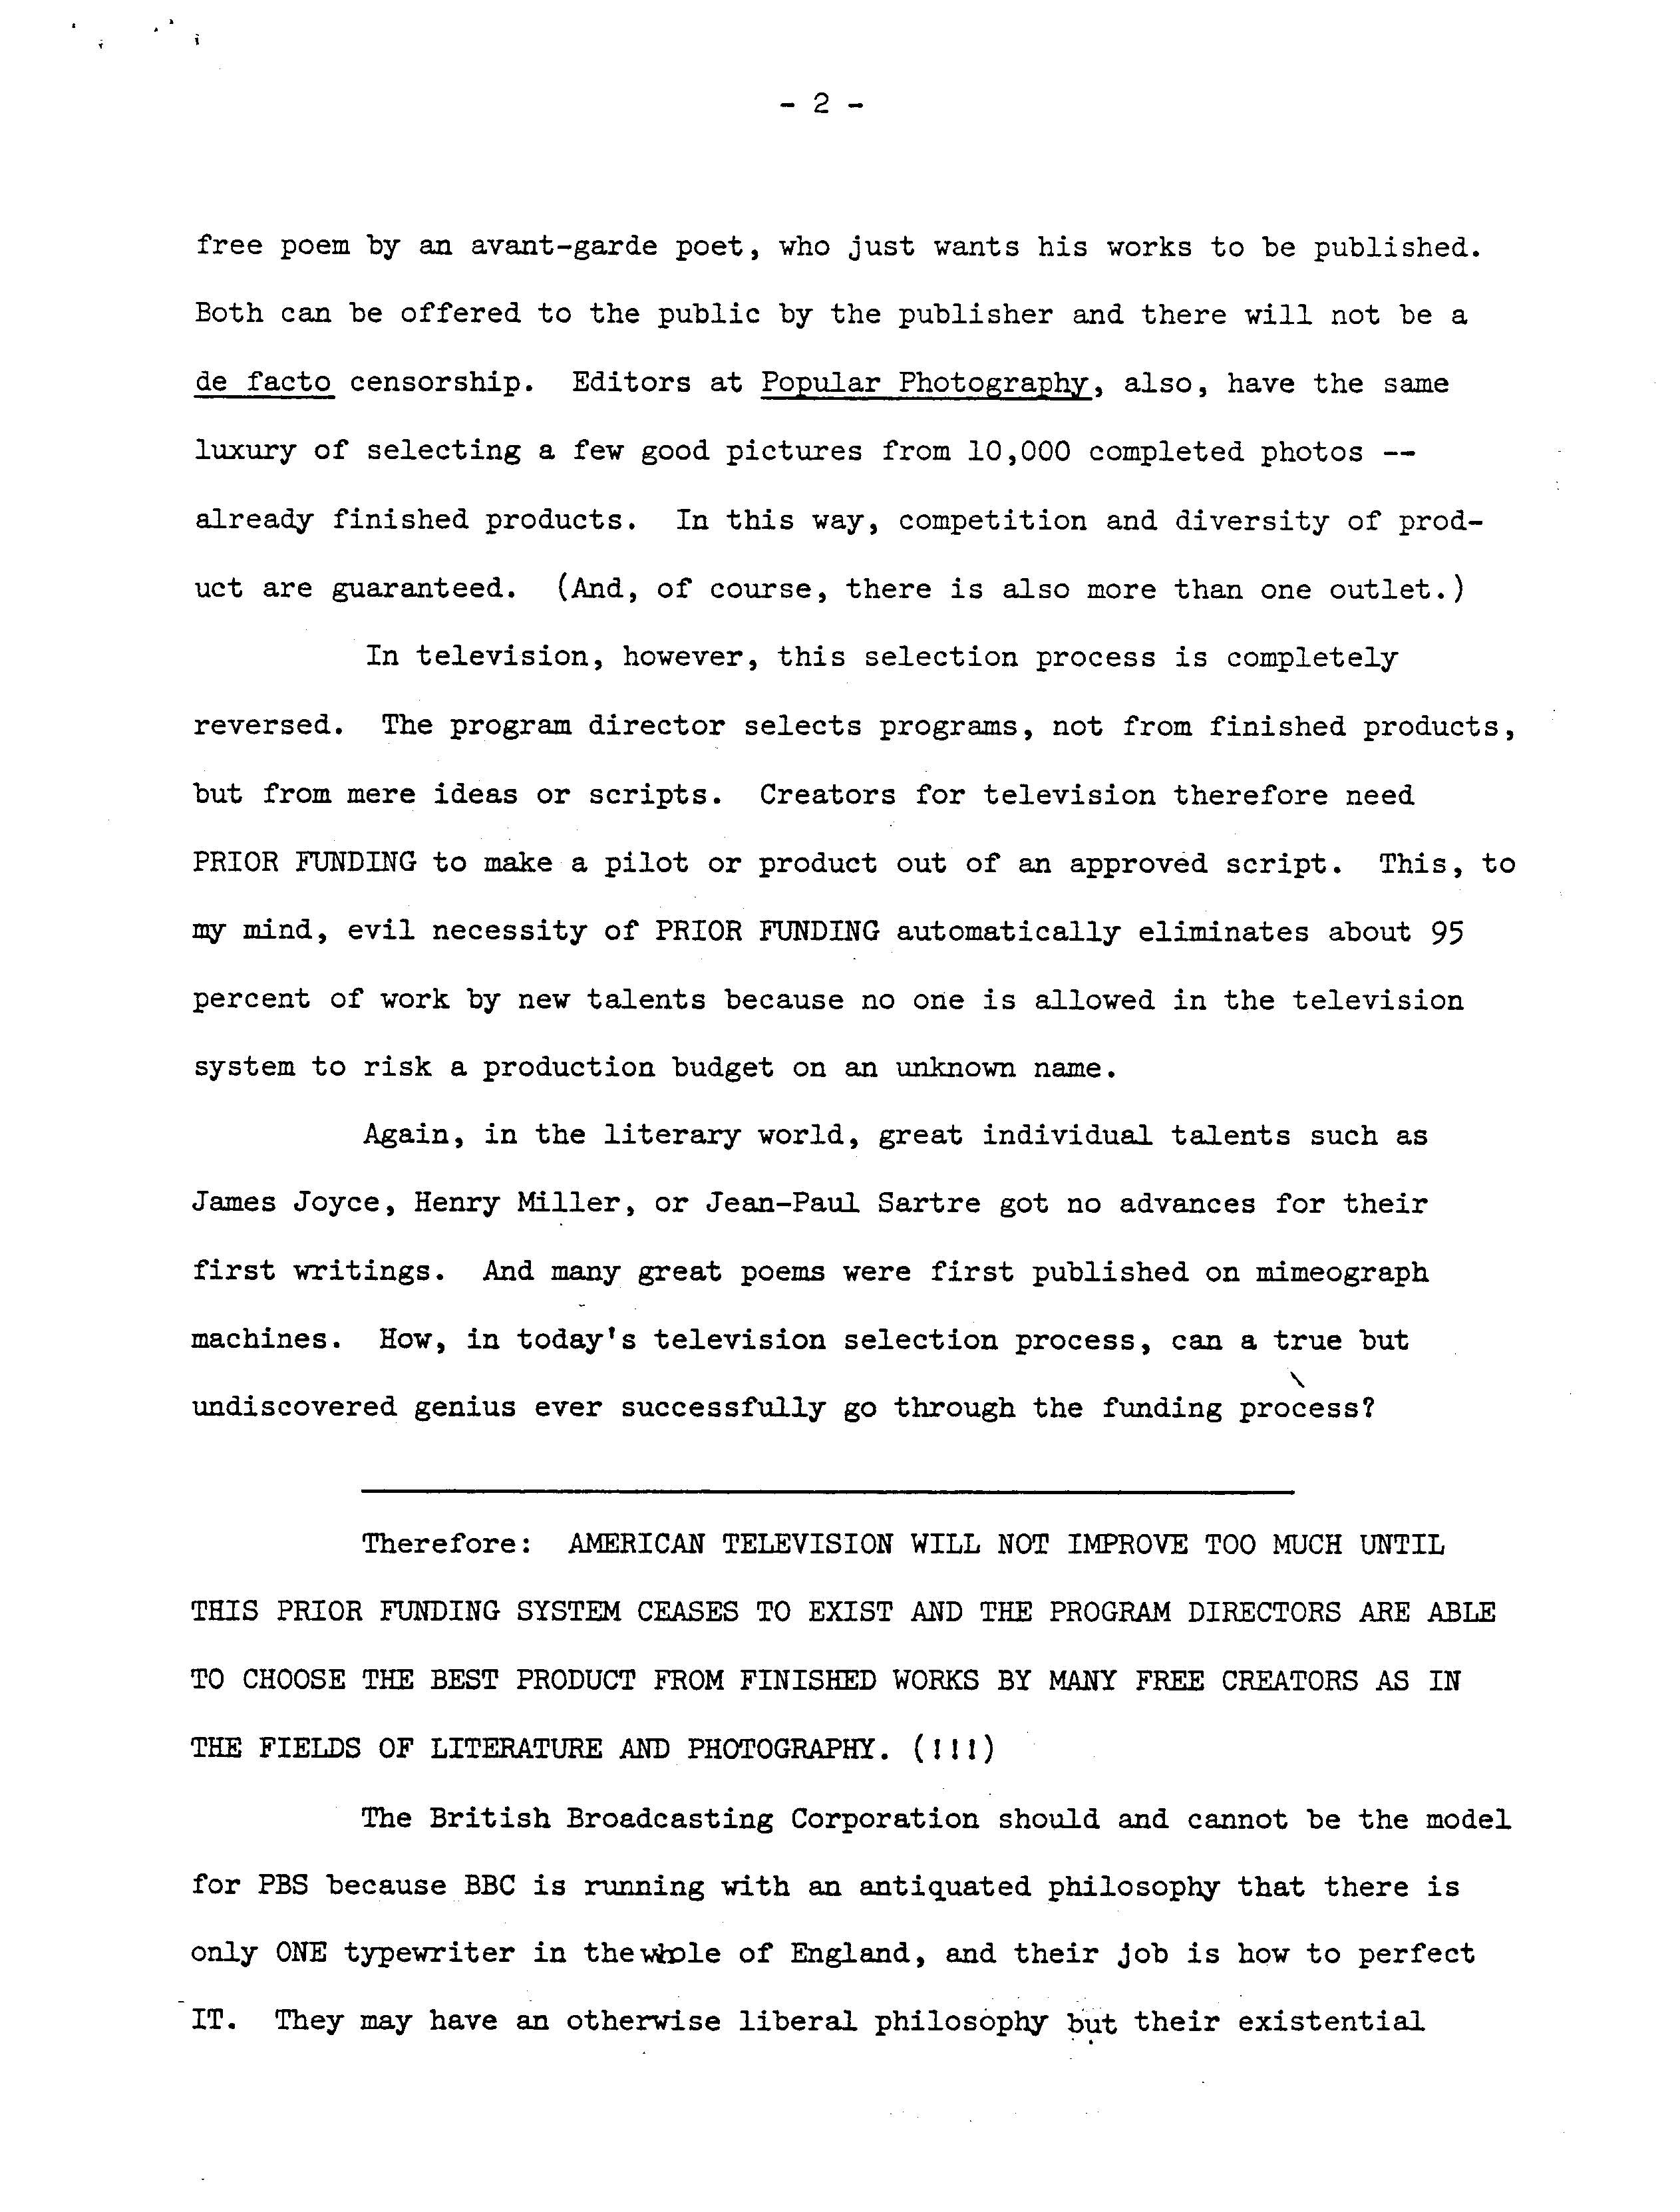 - 2 -
free poem by an avant-garde poet, who just wants his works to be published.
Both can be offered to the public by the publisher and there will not be a
de facto censorship. Editors at Popular Photography, also, have the same
luxury of selecting a few good pictures from 10,000 completed photos --
already finished products. In this way, competition and diversity of prod-
uct are guaranteed. (And, of course, there is also more than one outlet.)
In television, however, this selection process is completely
reversed. The program director selects programs, not from finished products,
but from mere ideas or scripts. Creators for television therefore need
PRIOR FUNDING to make a pilot or product out of an approved script. This, to
my mind, evil necessity of PRIOR FUNDING automatically eliminates about 95
percent of work by new talents because no one is allowed in the television
system to risk a production budget on an unknown name.
Again, in the literary world, great individual talents such as
James Joyce, Henry Miller, or Jean-Paul Sartre got no advances for their
first writings. And many great poems were first published on mimeograph
machines. How, in today's television selection process, can a true but
undiscovered genius ever successfully go through the funding process?
Therefore: AMERICAN TELEVISION WILL NOT IMPROVE TOO MUCH UNTIL
THIS PRIOR FUNDING SYSTEM CEASES TO EXIST AND THE PROGRAM DIRECTORS ARE ABLE
TO CHOOSE THE BEST PRODUCT FROM FINISHED WORKS BY MANY FREE CREATORS AS IN
THE FIELDS OF LITERATURE AND PHOTOGRAPHY. (!!!)
The British Broadcasting Corporation should and cannot be the model
for PBS because BBC is running with an antiquated philosophy that there is
only ONE typewriter in thewhole of England, and their job is how to perfect
IT. They may have an otherwise liberal philosophy but their existential